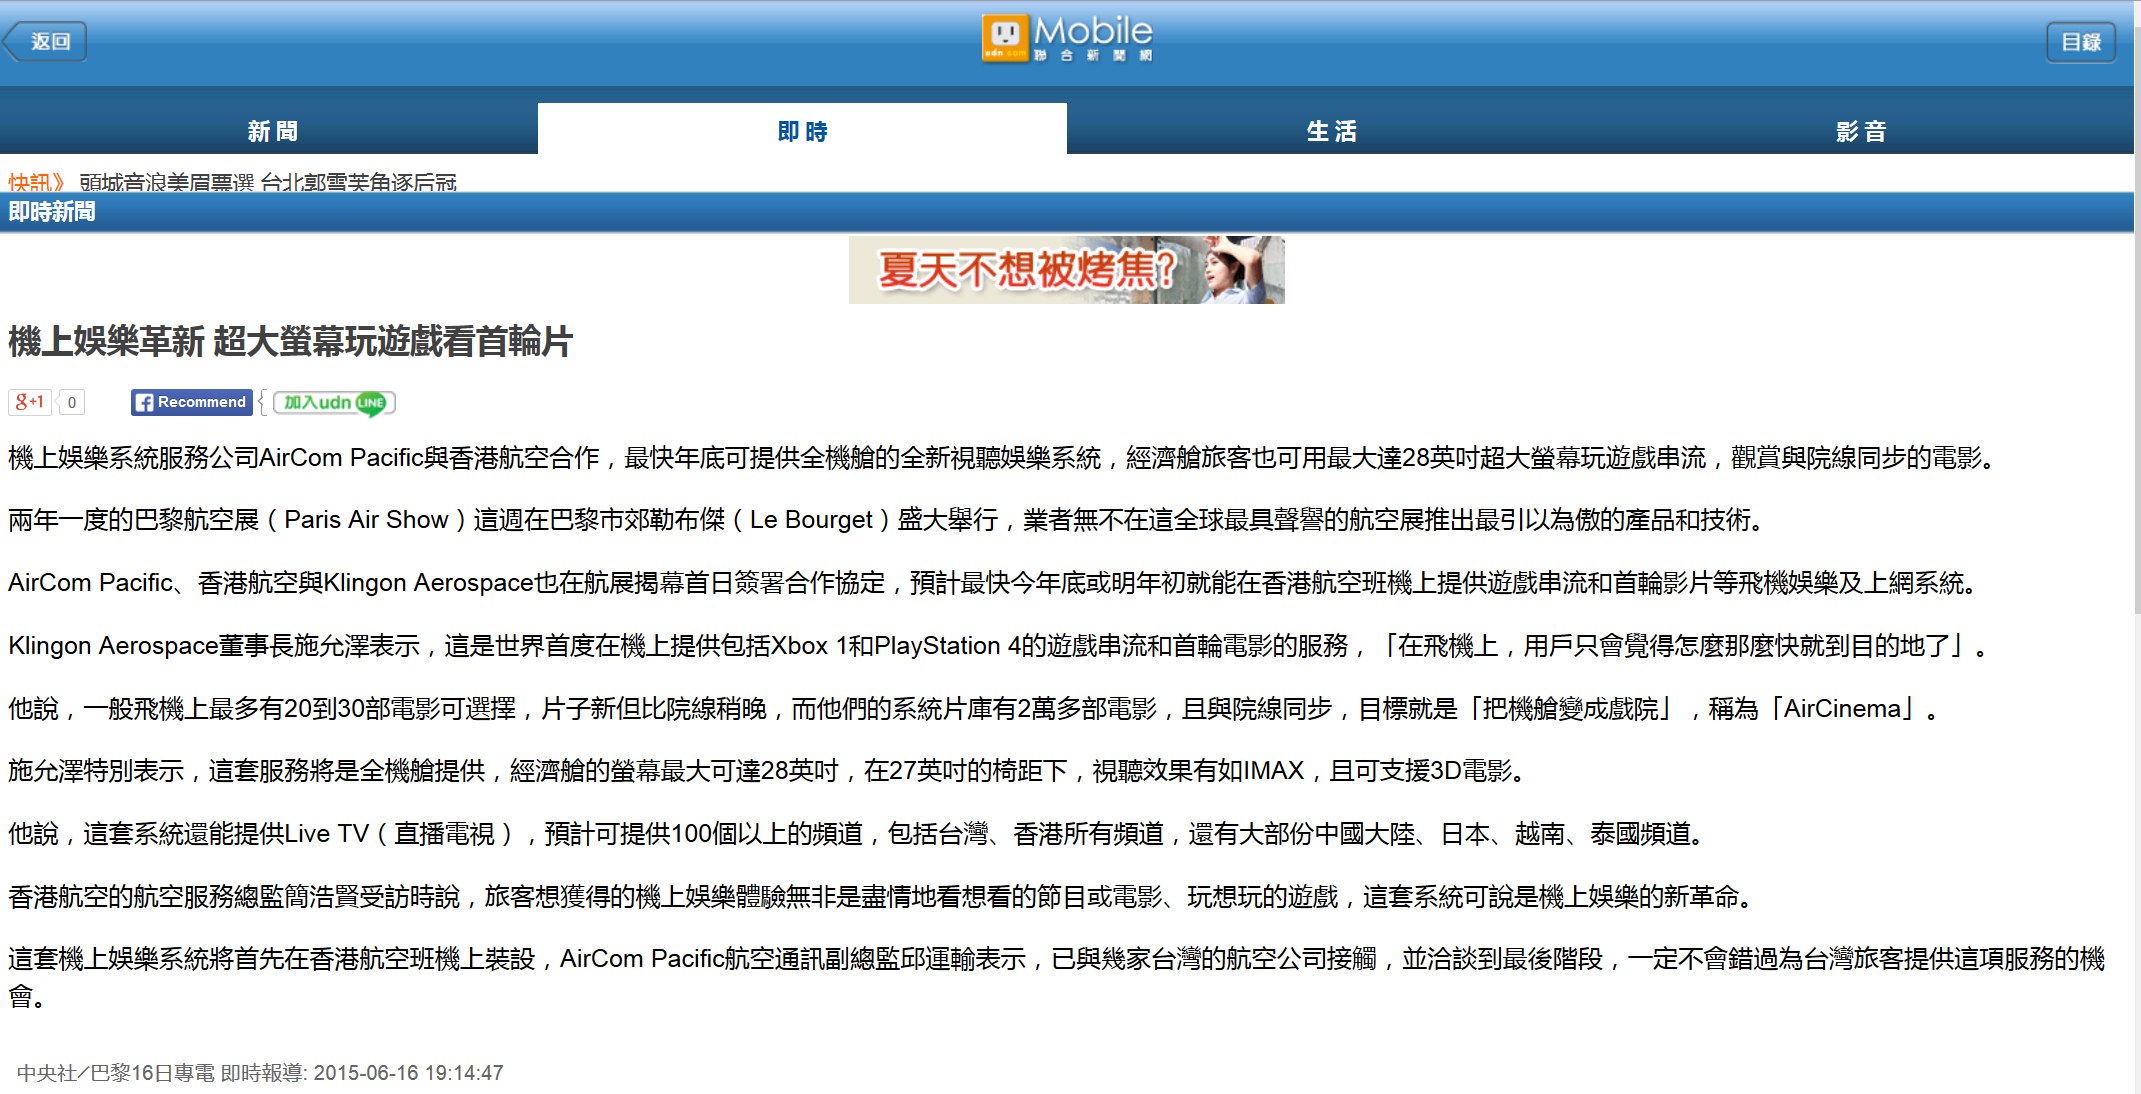 返回
Mobile
udn.com 聯合新聞網
目錄
新聞 即時 生活 影音
快訊》 頭城音浪美眉票選 台北郭雪芙角逐后冠
即時新聞
夏天不想被烤焦?
機上娛樂革新 超大螢幕玩遊戲看首輪片
g+1 0 Recommend 加入udn LINE
機上娛樂系統服務公司AirCom Pacific與香港航空合作，最快年底可提供全機艙的全新視聽娛樂系統，經濟艙旅客也可用最大達28英吋超大螢幕玩遊戲串流，觀賞與院線同步的電影。
兩年一度的巴黎航空展（Paris Air Show）這週在巴黎市郊勒布傑（Le Bourget）盛大舉行，業者無不在這全球最具聲譽的航空展推出最引以為傲的產品和技術。
AirCom Pacific、香港航空與Klingon Aerospace也在航展揭幕首日簽署合作協定，預計最快今年底或明年初就能在香港航空班機上提供遊戲串流和首輪影片等飛機娛樂及上網系統。
Klingon Aerospace董事長施允澤表示，這是世界首度在機上提供包括Xbox 1和PlayStation 4的遊戲串流和首輪電影的服務，「在飛機上，用戶只會覺得怎麼那麼快就到目的地了」。
他說，一般飛機上最多有20到30部電影可選擇，片子新但比院線稍晚，而他們的系統片庫有2萬多部電影，且與院線同步，目標就是「把機艙變成戲院」，稱為「AirCinema」。
施允澤特別表示，這套服務將是全機艙提供，經濟艙的螢幕最大可達28英吋，在27英吋的椅距下，視聽效果有如IMAX，且可支援3D電影。
他說，這套系統還能提供Live TV（直播電視），預計可提供100個以上的頻道，包括台灣、香港所有頻道，還有大部份中國大陸、日本、越南、泰國頻道。
香港航空的航空服務總監簡浩賢受訪時說，旅客想獲得的機上娛樂體驗無非是盡情地看想看的節目或電影、玩想玩的遊戲，這套系統可說是機上娛樂的新革命。
這套機上娛樂系統將首先在香港航空班機上裝設，AirCom Pacific航空通訊副總監邱運輸表示，已與幾家台灣的航空公司接觸，並洽談到最後階段，一定不會錯過為台灣旅客提供這項服務的機
會。
中央社／巴黎16日專電 即時報導: 2015-06-16 19:14:47